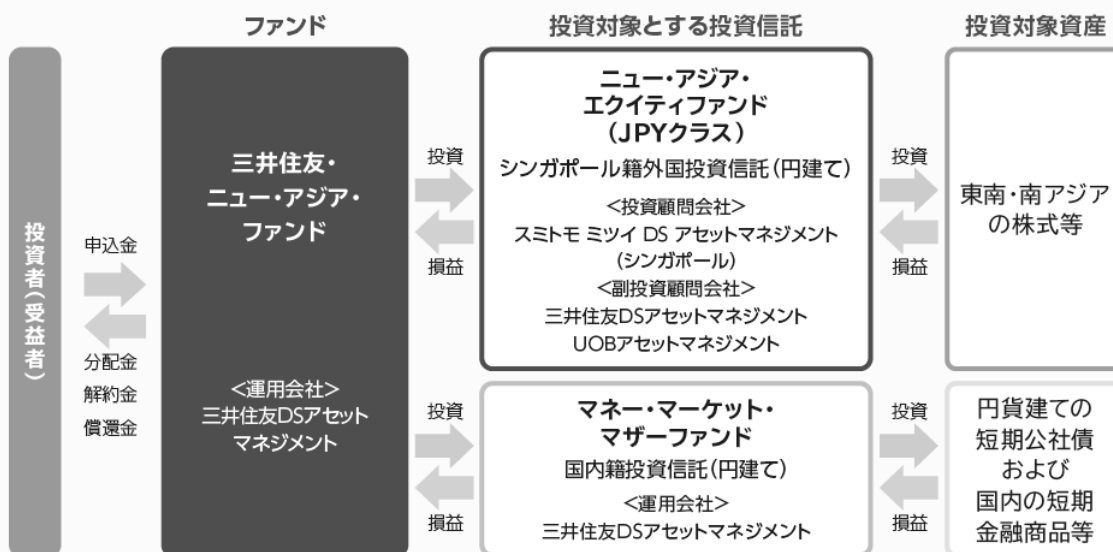 ファンド
投資対象とする投資信託
投資対象資産
投資者(受益者)
申込金
分配金
解約金
償還金
三井住友・
ニュー・アジア・
ファンド
<運用会社>
三井住友DSアセット
マネジメント
投資
損益
ニュー・アジア・
エクイティファンド
(JPYクラス)
シンガポール籍外国投資信託(円建て)
<投資顧問会社>
スミトモ ミツイ DS アセットマネジメント
(シンガポール)
<副投資顧問会社>
三井住友DSアセットマネジメント
UOBアセットマネジメント
投資
損益
東南・南アジア
の株式等
投資
損益
マネー・マーケット・
マザーファンド
国内籍投資信託(円建て)
<運用会社>
三井住友DSアセットマネジメント
投資
損益
円貨建ての
短期公社債
および
国内の短期
金融商品等